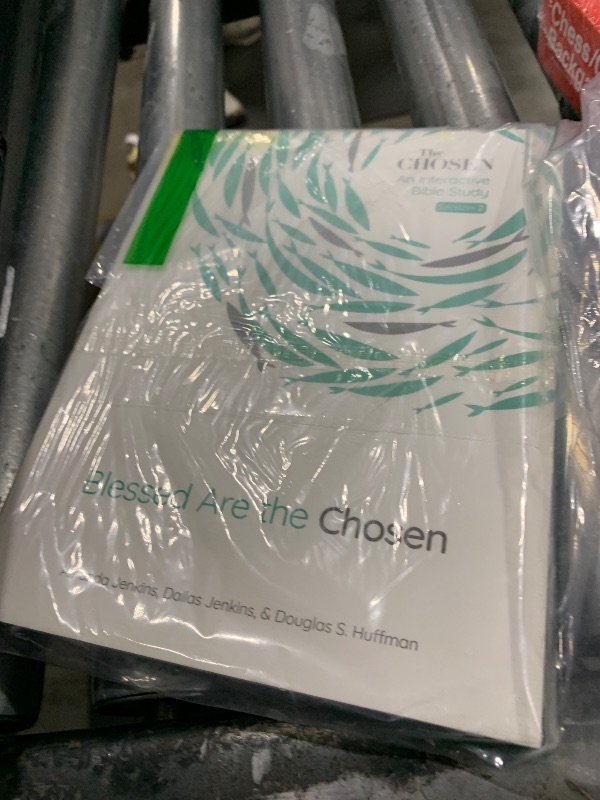 The
CHOSEN
An Interactive
Bible Study
Blessed Are the Chosen
Jenkins, Dallas Jenkins, & Douglas S. Huffman
Chess/